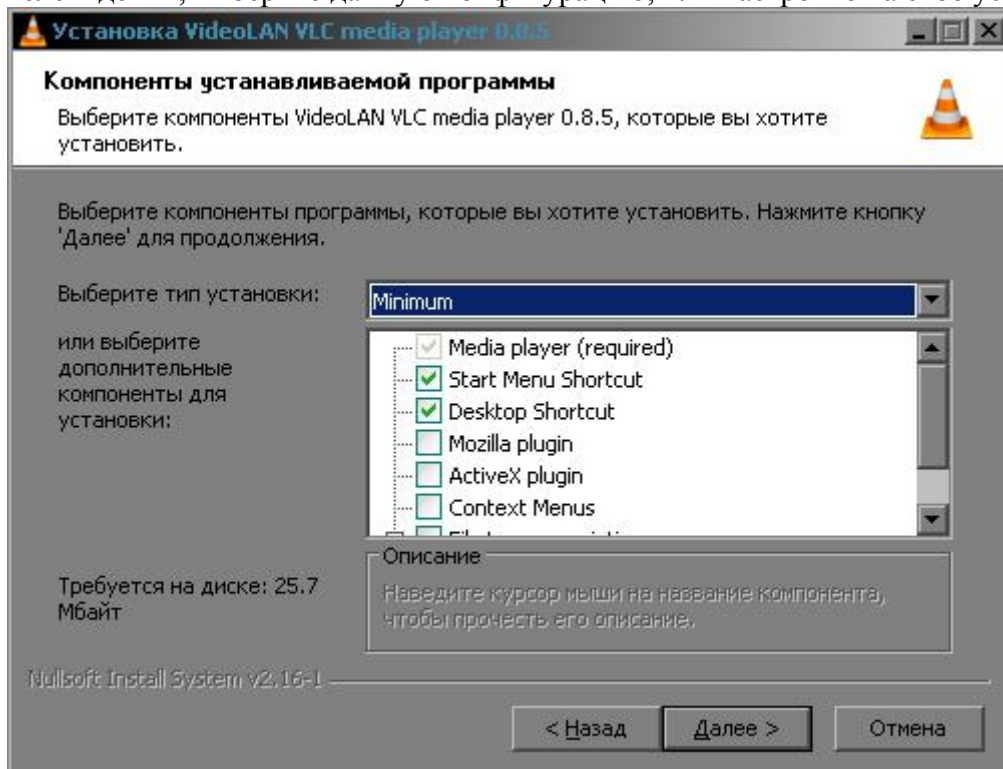 Установка VideoLAN VLC media player 0.8.5
Компоненты устанавливаемой программы
Выберите компоненты VideoLAN VLC media player 0.8.5, которые вы хотите
установить.
Выберите компоненты программы, которые вы хотите установить. Нажмите кнопку
'Далее' для продолжения.
Выберите тип установки:
Minimum
или выберите
дополнительные
компоненты для
установки:
Media player (required)
Start Menu Shortcut
Desktop Shortcut
Mozilla plugin
ActiveX plugin
Context Menus
Описание
Наведите курсор мыши на название компонента,
чтобы прочесть его описание.
Требуется на диске: 25.7
Мбайт
Nullsoft Install System v2.16-1
< Назад
Далее >
Отмена